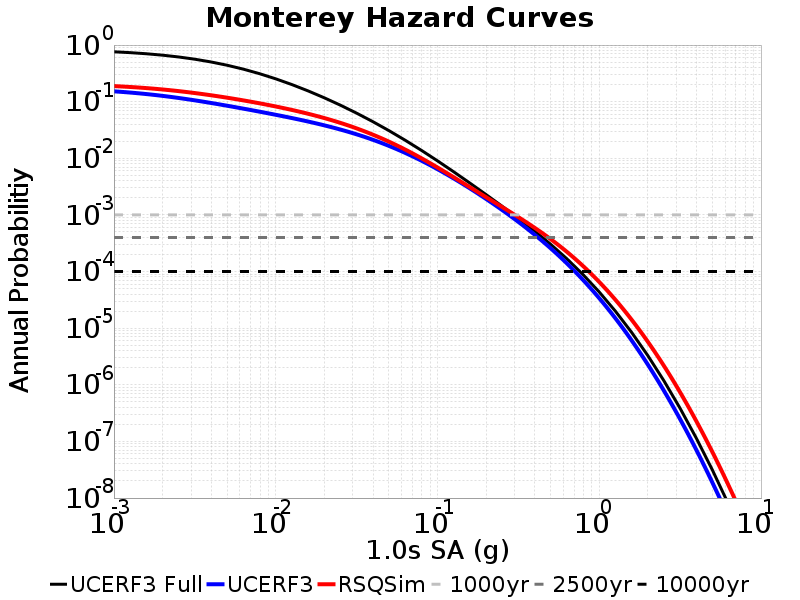 Monterey Hazard Curves
Annual Probabilitiy
10^0
10^-1
10^-2
10^-3
10^-4
10^-5
10^-6
10^-7
10^-8
10^-3 10^-2 10^-1 10^0 10^1
1.0s SA (g)
UCERF3 Full UCERF3 RSQSim 1000yr 2500yr 10000yr